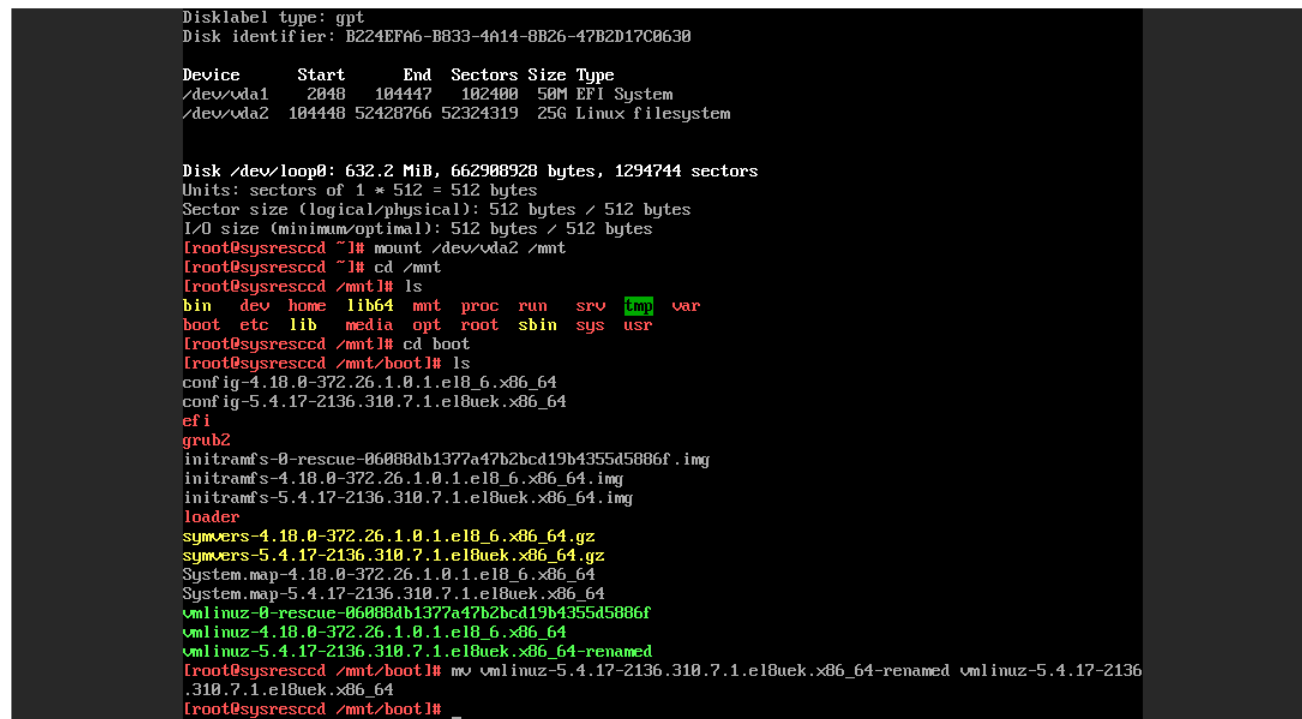 Disklabel type: gpt
Disk identifier: B224EFA6-B833-4A14-8B26-47B2D17C0630
Device Start End Sectors Size Type
/dev/vda1 2048 104447 102400 50M EFI System
/dev/vda2 104448 52428766 52324319 25G Linux filesystem
Disk /dev/loop0: 632.2 MiB, 662908928 bytes, 1294744 sectors
Units: sectors of 1 * 512 = 512 bytes
Sector size (logical/physical): 512 bytes / 512 bytes
I/O size (minimum/optimal): 512 bytes / 512 bytes
[root@sysresccd ~]# mount /dev/vda2 /mnt
[root@sysresccd ~]# cd /mnt
[root@sysresccd /mnt]# ls
bin dev home lib64 mnt proc run srv tmp var
boot etc lib media opt root sbin sys usr
[root@sysresccd /mnt]# cd boot
[root@sysresccd /mnt/boot]# ls
config-4.18.0-372.26.1.0.1.el8_6.x86_64
config-5.4.17-2136.310.7.1.el8uek.x86_64
efi
grub2
initramfs-0-rescue-06088db1377a47b2bcd19b4355d5886f.img
initramfs-4.18.0-372.26.1.0.1.el8_6.x86_64.img
initramfs-5.4.17-2136.310.7.1.el8uek.x86_64.img
loader
symvers-4.18.0-372.26.1.0.1.el8_6.x86_64.gz
symvers-5.4.17-2136.310.7.1.el8uek.x86_64.gz
System.map-4.18.0-372.26.1.0.1.el8_6.x86_64
System.map-5.4.17-2136.310.7.1.el8uek.x86_64
vmlinuz-0-rescue-06088db1377a47b2bcd19b4355d5886f
vmlinuz-4.18.0-372.26.1.0.1.el8_6.x86_64
vmlinuz-5.4.17-2136.310.7.1.el8uek.x86_64-renamed
[root@sysresccd /mnt/boot]# mv vmlinuz-5.4.17-2136.310.7.1.el8uek.x86_64-renamed vmlinuz-5.4.17-2136
.310.7.1.el8uek.x86_64
[root@sysresccd /mnt/boot]# _